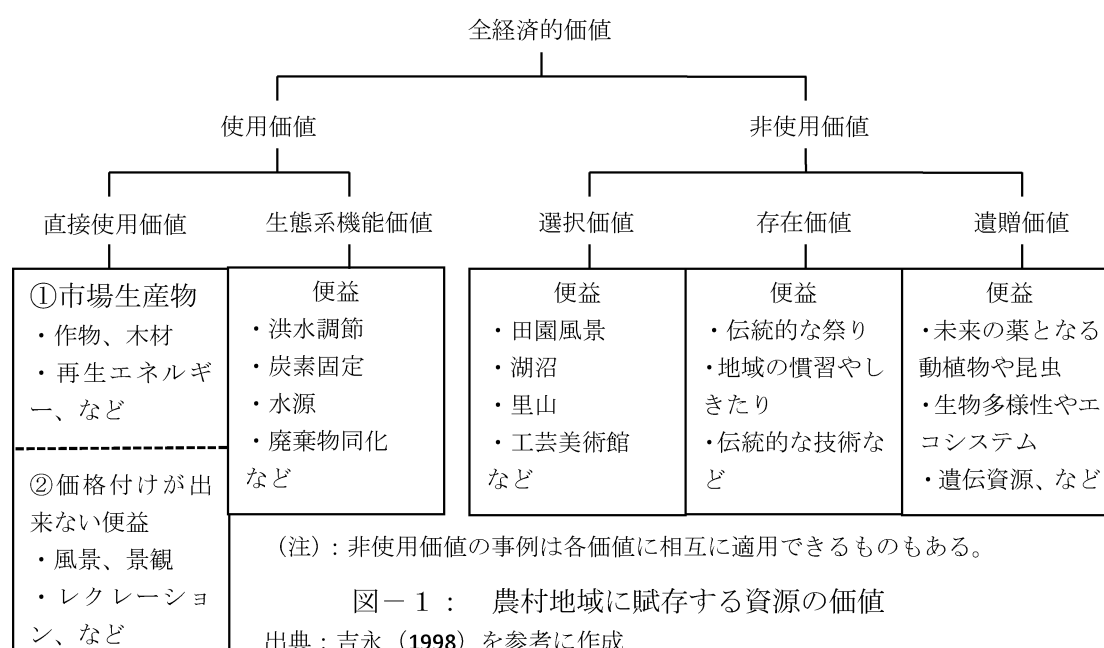 全経済的価値
使用価値
非使用価値
直接使用価値
生態系機能価値
選択価値
存在価値
遺贈価値
①市場生産物
・作物、木材
・再生エネルギ
ー、など
②価格付けが出
来ない便益
・風景、景観
・レクレーショ
ン、など
便益
・洪水調節
・炭素固定
・水源
・廃棄物同化
など
便益
・田園風景
・湖沼
・里山
・工芸美術館
など
便益
・伝統的な祭り
・地域の慣習やし
きたり
・伝統的な技術な
ど
便益
・未来の薬となる
動植物や昆虫
・生物多様性やエ
コシステム
・遺伝資源、など
（注）：非使用価値の事例は各価値に相互に適用できるものもある。
図－１： 農村地域に賦存する資源の価値
出典：吉永（1998）を参考に作成